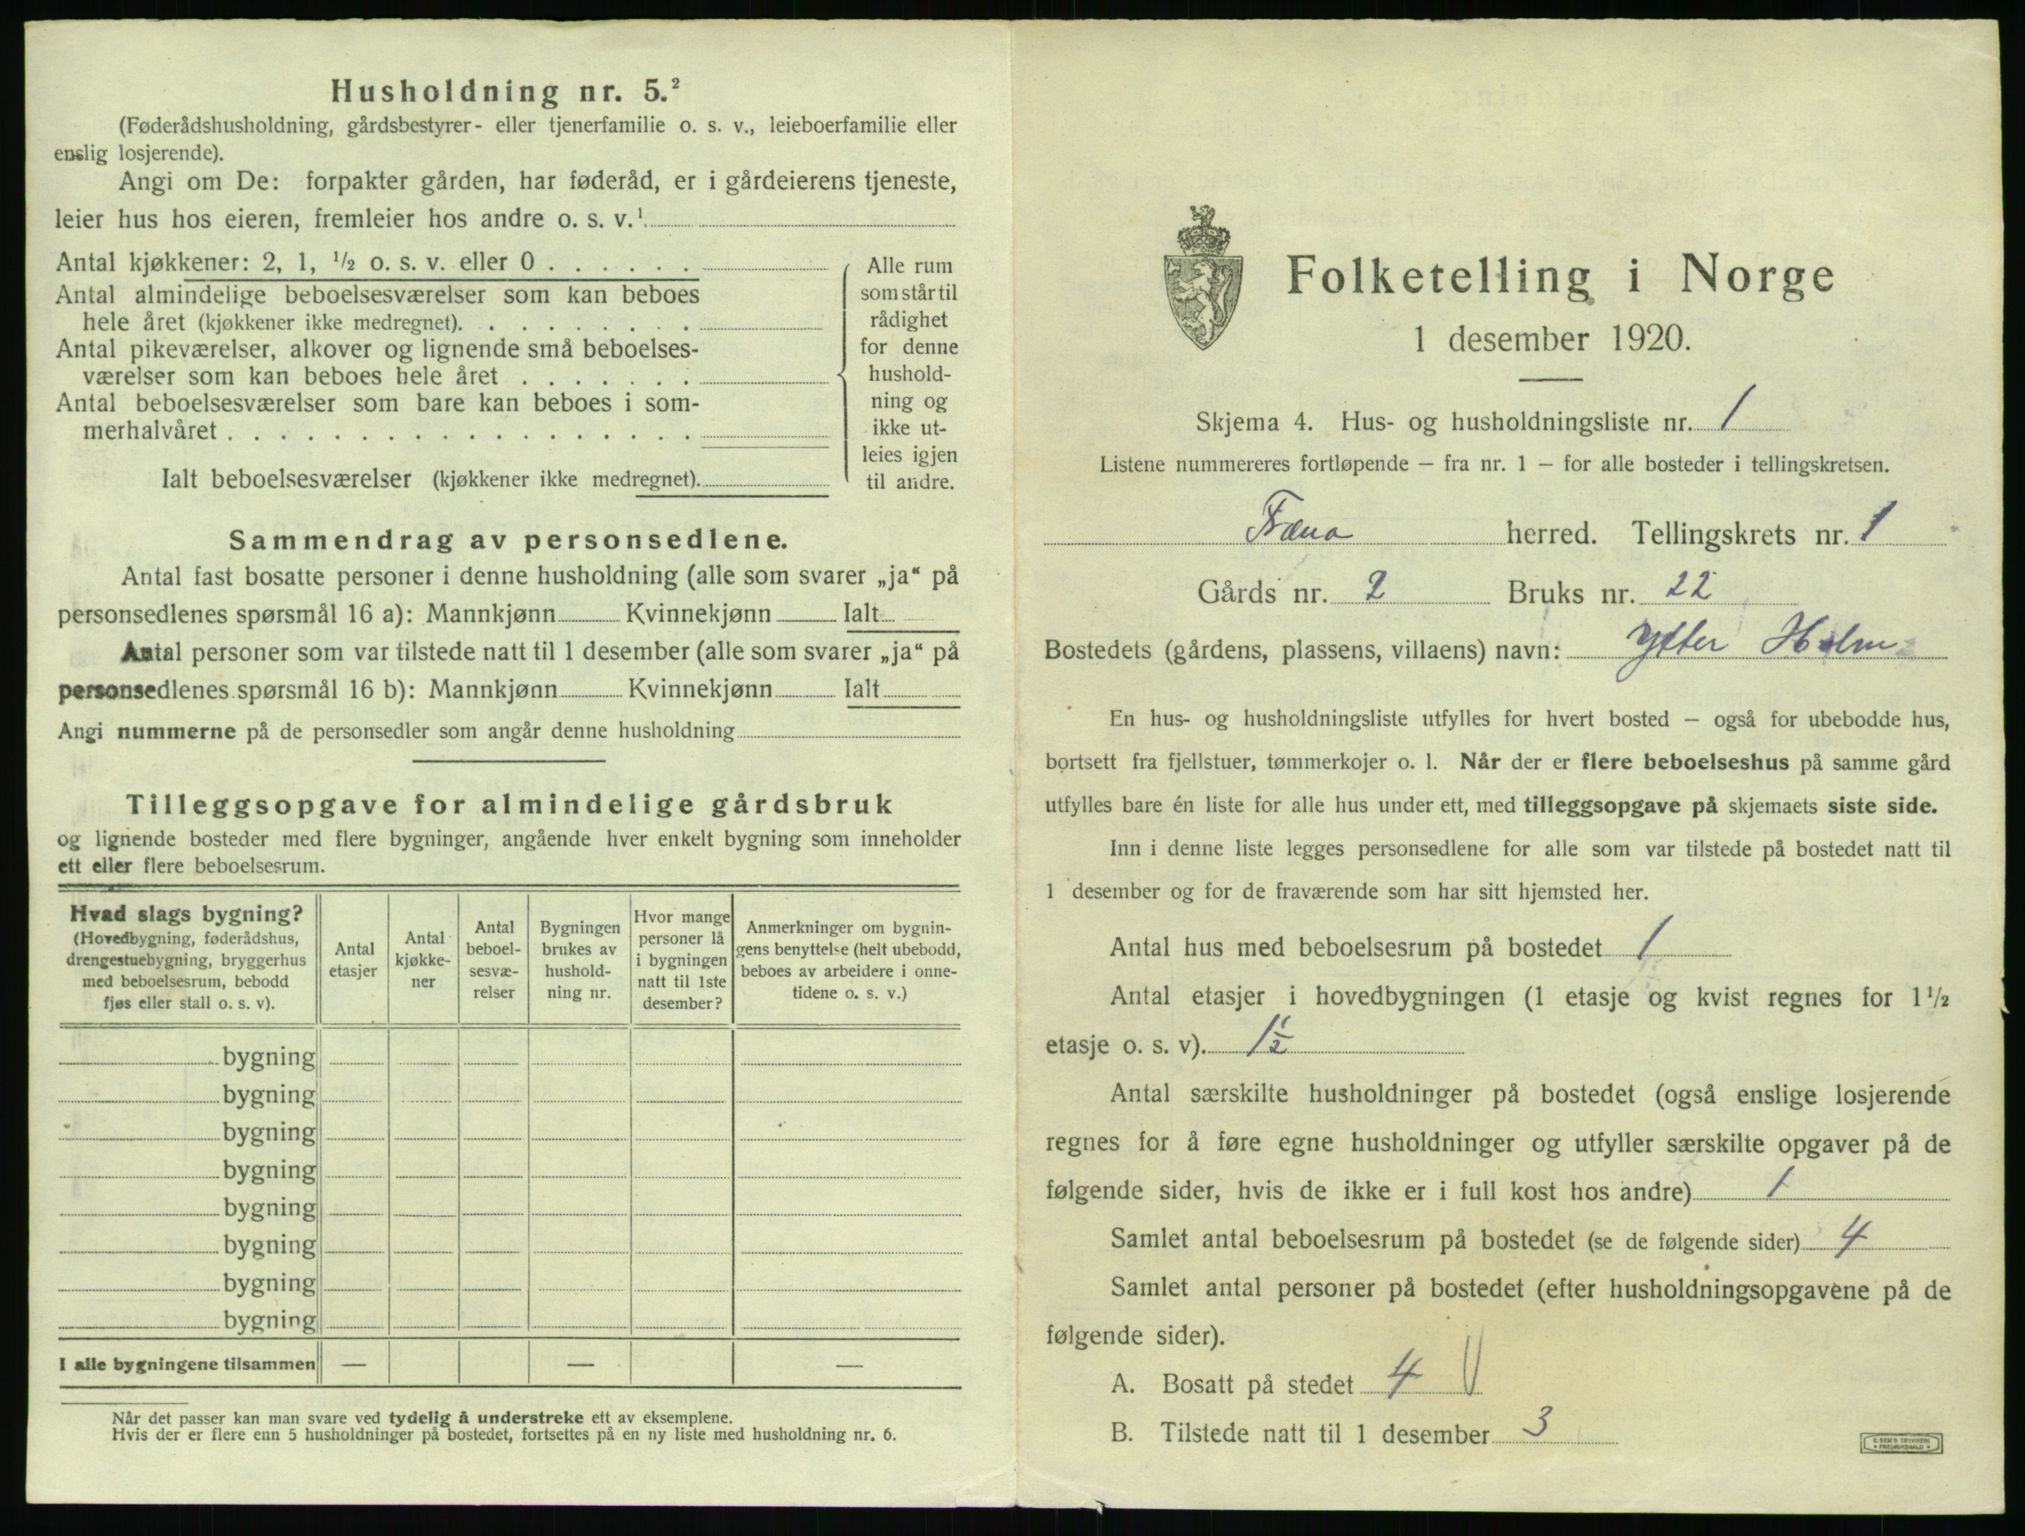 Husholdning nr. 5.²
(Føderådshusholdning, gårdsbestyrer- eller tjenerfamilie o. s. v., leieboerfamilie eller
enslig losjerende).
Angi om De: forpakter gården, har føderåd, er i gårdeierens tjeneste,
leier hus hos eieren, fremleier hos andre o. s. v.¹
Antal kjøkkener: 2, 1, ½ o. s. v. eller 0 . . . . . .
Antal almindelige beboelsesværelser som kan beboes
hele året (kjøkkener ikke medregnet). . . . . . . . .
Antal pikeværelser, alkover og lignende små beboelses-
værelser som kan beboes hele året . . . . . . .
Antal beboelsesværelser som bare kan beboes i som-
merhalvåret . . . . . . . . . . . . . . . . . .
Ialt beboelsesværelser (kjøkkener ikke medregnet).
Alle rum
som står til
rådighet
for denne
hushold-
ning og
ikke ut-
leies igjen
til andre.
Sammendrag av personsedlene.
Antal fast bosatte personer i denne husholdning (alle som svarer „ja“ på
personsedlenes spørsmål 16 a): Mannkjønn Kvinnekjønn Ialt
Antal personer som var tilstede natt til 1 desember (alle som svarer „ja“ på
personsedlenes spørsmål 16 b): Mannkjønn Kvinnekjønn Ialt
Angi nummerne på de personsedler som angår denne husholdning
Tilleggsopgave for almindelige gårdsbruk
og lignende bosteder med flere bygninger, angående hver enkelt bygning som inneholder
ett eller flere beboelsesrum.
Hvad slags bygning?
(Hovedbygning, føderådshus,
drengestuebygning, bryggerhus
med beboelsesrum, bebodd
fjøs eller stall o. s. v).
Antal
etasjer
Antal
kjøkke-
ner
Antal
beboel-
sesvæ-
relser
Bygningen
brukes av
hushold-
ning nr.
Hvor mange
personer lå
i bygningen
natt til 1ste
desember?
Anmerkninger om bygnin-
gens benyttelse (helt ubebodd,
beboes av arbeidere i onne-
tidene o. s. v.)
bygning
bygning
bygning
bygning
bygning
bygning
bygning
bygning
I alle bygningene tilsammen — — —
Når det passer kan man svare ved tydelig å understreke ett av eksemplene.
Hvis der er flere enn 5 husholdninger på bostedet, fortsettes på en ny liste med husholdning nr. 6.
Folketelling i Norge
1 desember 1920.
Skjema 4. Hus- og husholdningsliste nr. 1
Listene nummereres fortløpende – fra nr. 1 – for alle bosteder i tellingskretsen.
Fræna herred. Tellingskrets nr. 1
Gårds nr. 2 Bruks nr. 22
Bostedets (gårdens, plassens, villaens) navn: Ytter Holm
En hus- og husholdningsliste utfylles for hvert bosted – også for ubebodde hus,
bortsett fra fjellstuer, tømmerkojer o. l. Når der er flere beboelseshus på samme gård
utfylles bare én liste for alle hus under ett, med tilleggsopgave på skjemaets siste side.
Inn i denne liste legges personsedlene for alle som var tilstede på bostedet natt til
1 desember og for de fraværende som har sitt hjemsted her.
Antal hus med beboelsesrum på bostedet 1
Antal etasjer i hovedbygningen (1 etasje og kvist regnes for 1½
etasje o. s. v). 1½
Antal særskilte husholdninger på bostedet (også enslige losjerende
regnes for å føre egne husholdninger og utfyller særskilte opgaver på de
følgende sider, hvis de ikke er i full kost hos andre) 1
Samlet antal beboelsesrum på bostedet (se de følgende sider) 4
Samlet antal personer på bostedet (efter husholdningsopgavene på de
følgende sider).
A. Bosatt på stedet 4
B. Tilstede natt til 1 desember 3